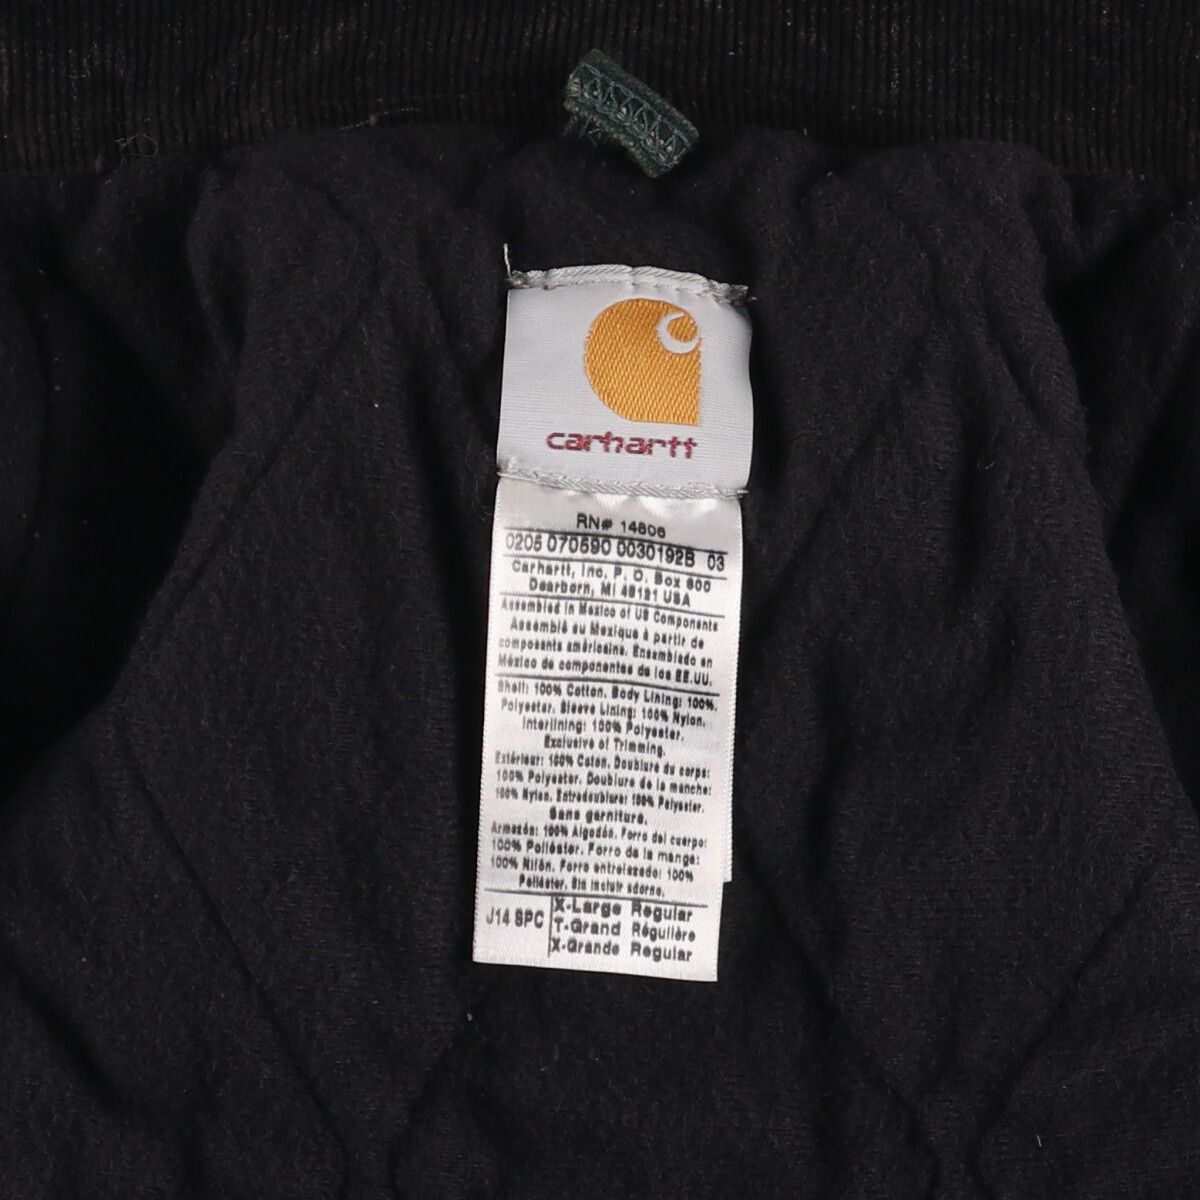 carhartt
RN# 14806
0205 070590 0030192B 03
Carhartt, Inc. P. O. Box 600
Dearborn, MI 48121 USA
Assembled in Mexico of US Components
Assemblé au Mexique à partir de
composants américains. Ensamblado en
México de componentes de los EE.UU.
Shell: 100% Cotton. Body Lining: 100%.
Polyester. Sleeve Lining: 100% Nylon.
Interlining: 100% Polyester.
Exclusive of Trimming.
Extérieur: 100% Coton. Doublure du corps:
100% Polyester. Doublure de la manche:
100% Nylon. Entredoublure: 100% Polyester.
Sans garniture.
Armazón: 100% Algodón. Forro del cuerpo:
100% Poliéster. Forro de la manga:
100% Nilón. Forro entrelazado: 100%
Poliéster. Sin incluir adorno.
J14 SPC
X-Large Regular
T-Grand Régulière
X-Grande Regular